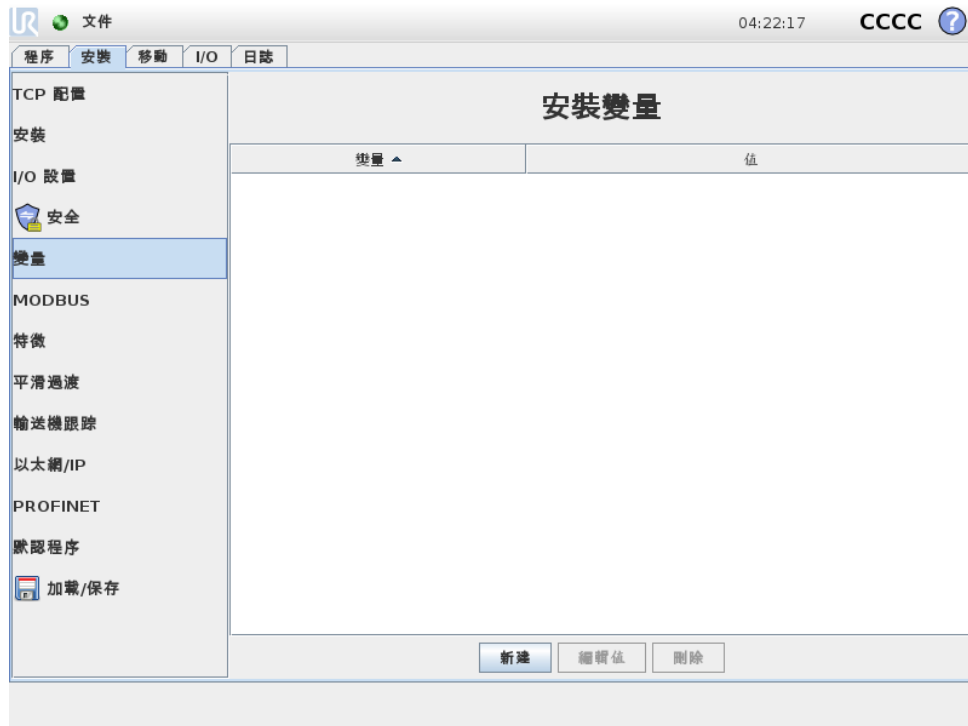 UR 文件 04:22:17 CCCC ?
程序 安裝 移動 I/O 日誌
TCP 配置
安裝
I/O 設置
安全
變量
MODBUS
特徵
平滑過渡
輸送機跟踪
以太網/IP
PROFINET
默認程序
加載/保存
安裝變量
變量 值
新建 編輯值 刪除